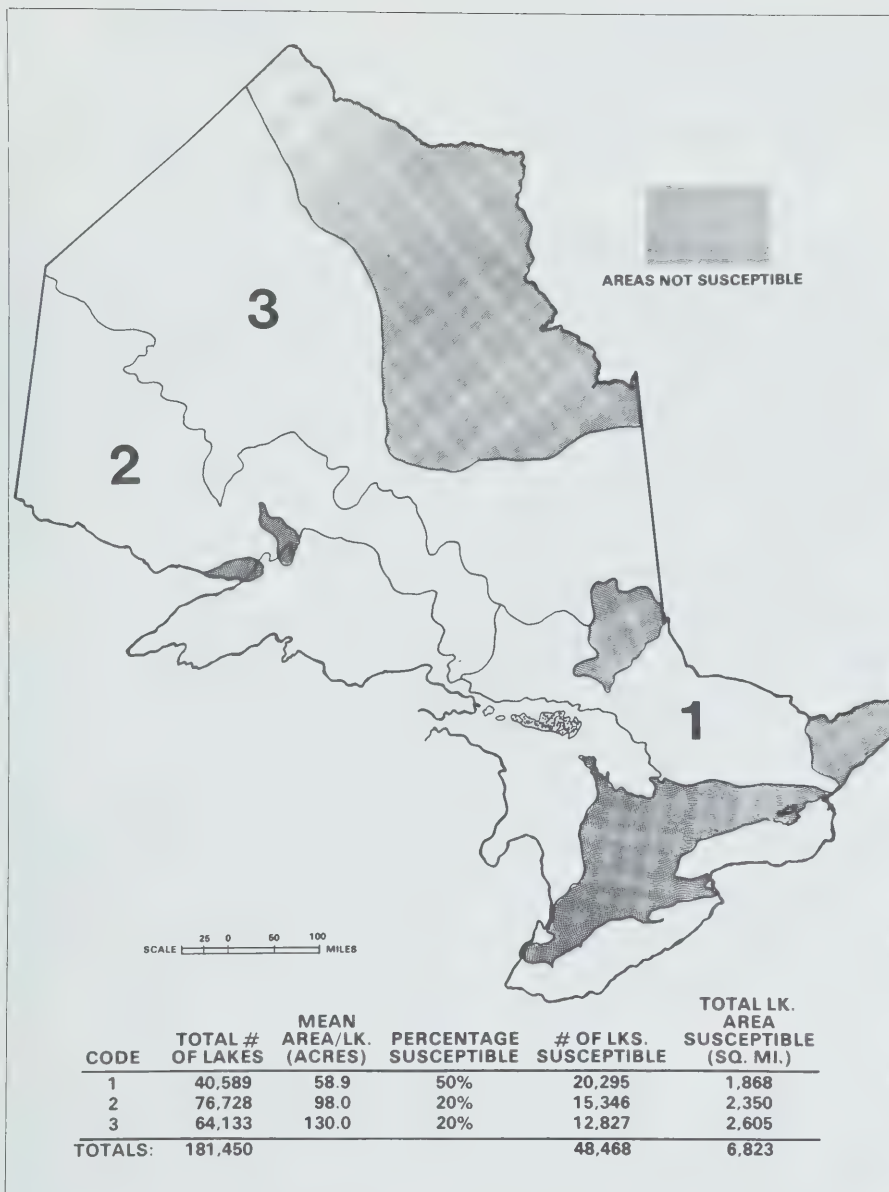 AREAS NOT SUSCEPTIBLE
3
2
1
25 0 50 100
SCALE MILES
TOTAL LK.
MEAN AREA
TOTAL # AREA/LK. PERCENTAGE # OF LKS. SUSCEPTIBLE
CODE OF LAKES (ACRES) SUSCEPTIBLE SUSCEPTIBLE (SQ. MI.)
1 40,589 58.9 50% 20,295 1,868
2 76,728 98.0 20% 15,346 2,350
3 64,133 130.0 20% 12,827 2,605
TOTALS: 181,450 48,468 6,823